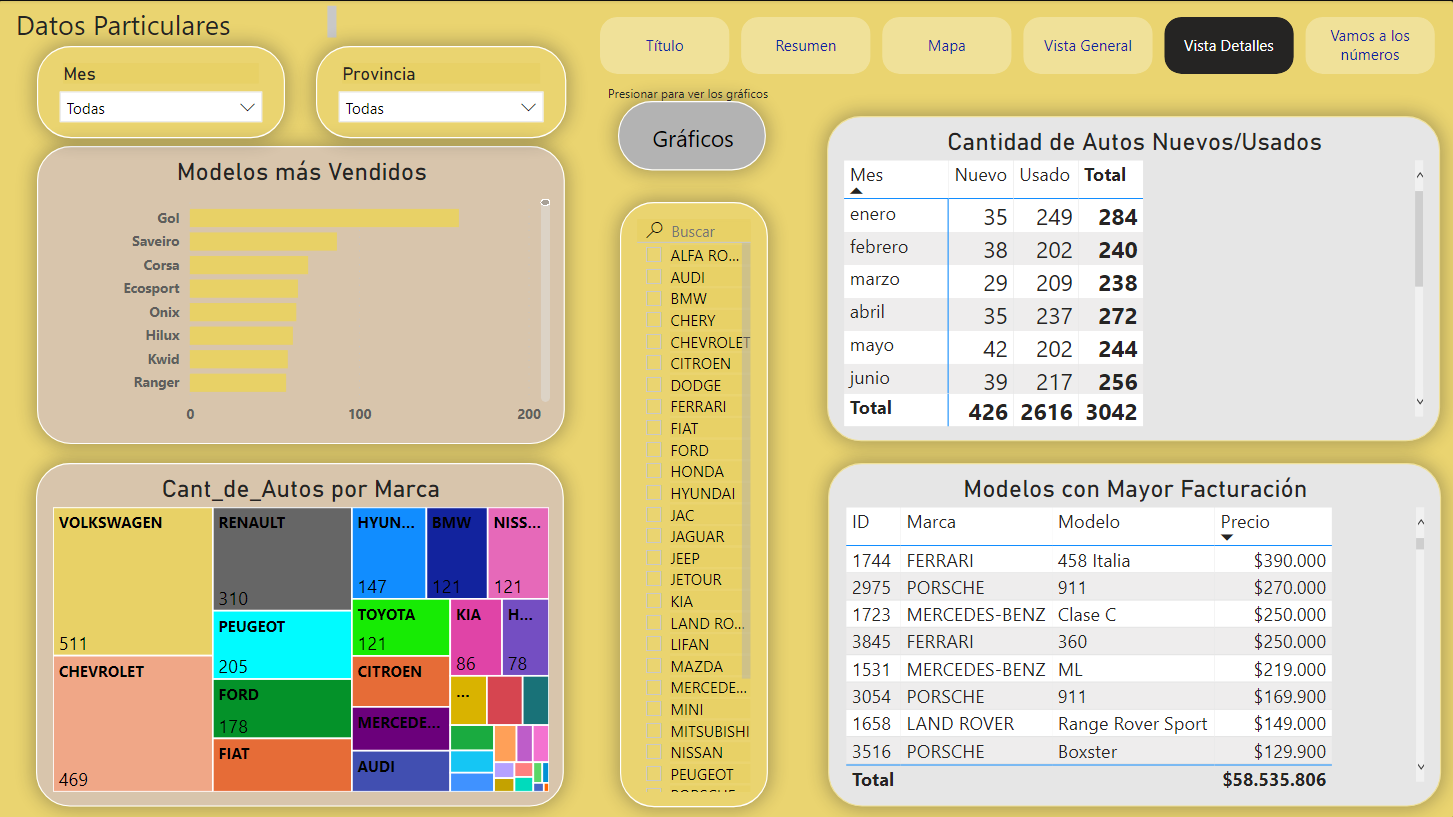 Datos Particulares
Título
Resumen
Mapa
Vista General
Vista Detalles
Vamos a los
números
Mes
Todas
Provincia
Todas
Presionar para ver los gráficos
Gráficos
Modelos más Vendidos
Gol
Saveiro
Corsa
Ecosport
Onix
Hilux
Kwid
Ranger
0 100 200
Cant_de_Autos por Marca
VOLKSWAGEN
511
CHEVROLET
469
RENAULT
310
PEUGEOT
205
FORD
178
FIAT
HYUN...
147
BMW
121
NISS...
121
TOYOTA
121
KIA
86
H...
78
CITROEN
...
MERCEDE...
AUDI
Buscar
ALFA RO...
AUDI
BMW
CHERY
CHEVROLET
CITROEN
DODGE
FERRARI
FIAT
FORD
HONDA
HYUNDAI
JAC
JAGUAR
JEEP
JETOUR
KIA
LAND RO...
LIFAN
MAZDA
MERCEDE...
MINI
MITSUBISHI
NISSAN
PEUGEOT
Cantidad de Autos Nuevos/Usados
Mes Nuevo Usado Total
enero 35 249 284
febrero 38 202 240
marzo 29 209 238
abril 35 237 272
mayo 42 202 244
junio 39 217 256
Total 426 2616 3042
Modelos con Mayor Facturación
ID Marca Modelo Precio
1744 FERRARI 458 Italia $390.000
2975 PORSCHE 911 $270.000
1723 MERCEDES-BENZ Clase C $250.000
3845 FERRARI 360 $250.000
1531 MERCEDES-BENZ ML $219.000
3054 PORSCHE 911 $169.900
1658 LAND ROVER Range Rover Sport $149.000
3516 PORSCHE Boxster $129.900
Total $58.535.806